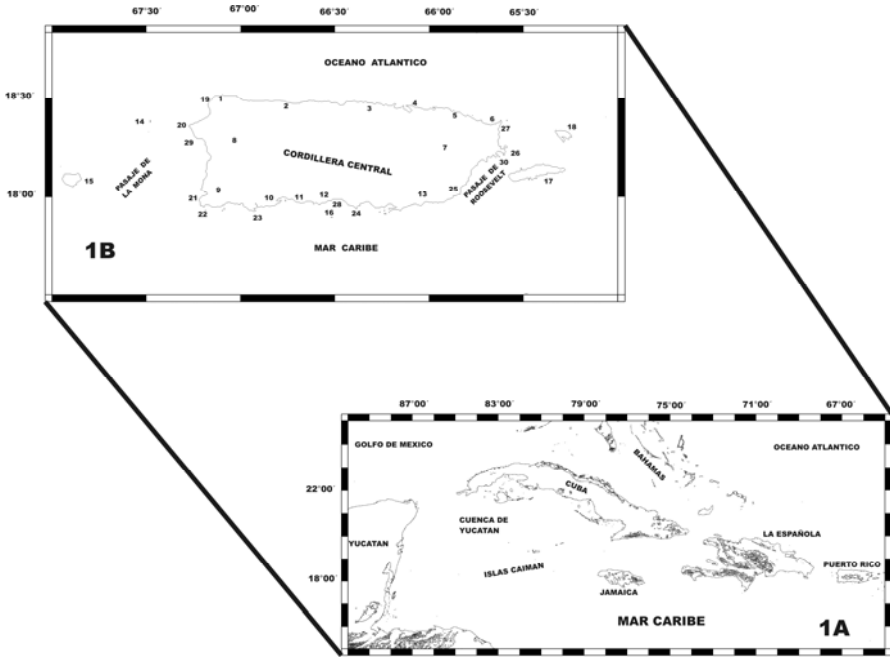 67°30´ 67°00´ 66°30´ 66°00´ 65°30´
OCEANO ATLANTICO
18°30´
19 1 2 3 4 5 6 27
14 20 18
29 8 7 26
CORDILLERA CENTRAL
30
PASAJE DE
LA MONA
PASAJE DE
ROOSEVELT
15 17
18°00´
21 9 10 11 12 13 25
28
22 23 16 24
MAR CARIBE
1B
87°00´ 83°00´ 79°00´ 75°00´ 71°00´ 67°00´
GOLFO DE MEXICO
OCEANO ATLANTICO
BAHAMAS
22°00´
CUBA
CUENCA DE
YUCATAN
YUCATAN
LA ESPAÑOLA
ISLAS CAIMAN
PUERTO RICO
18°00´
JAMAICA
MAR CARIBE
1A